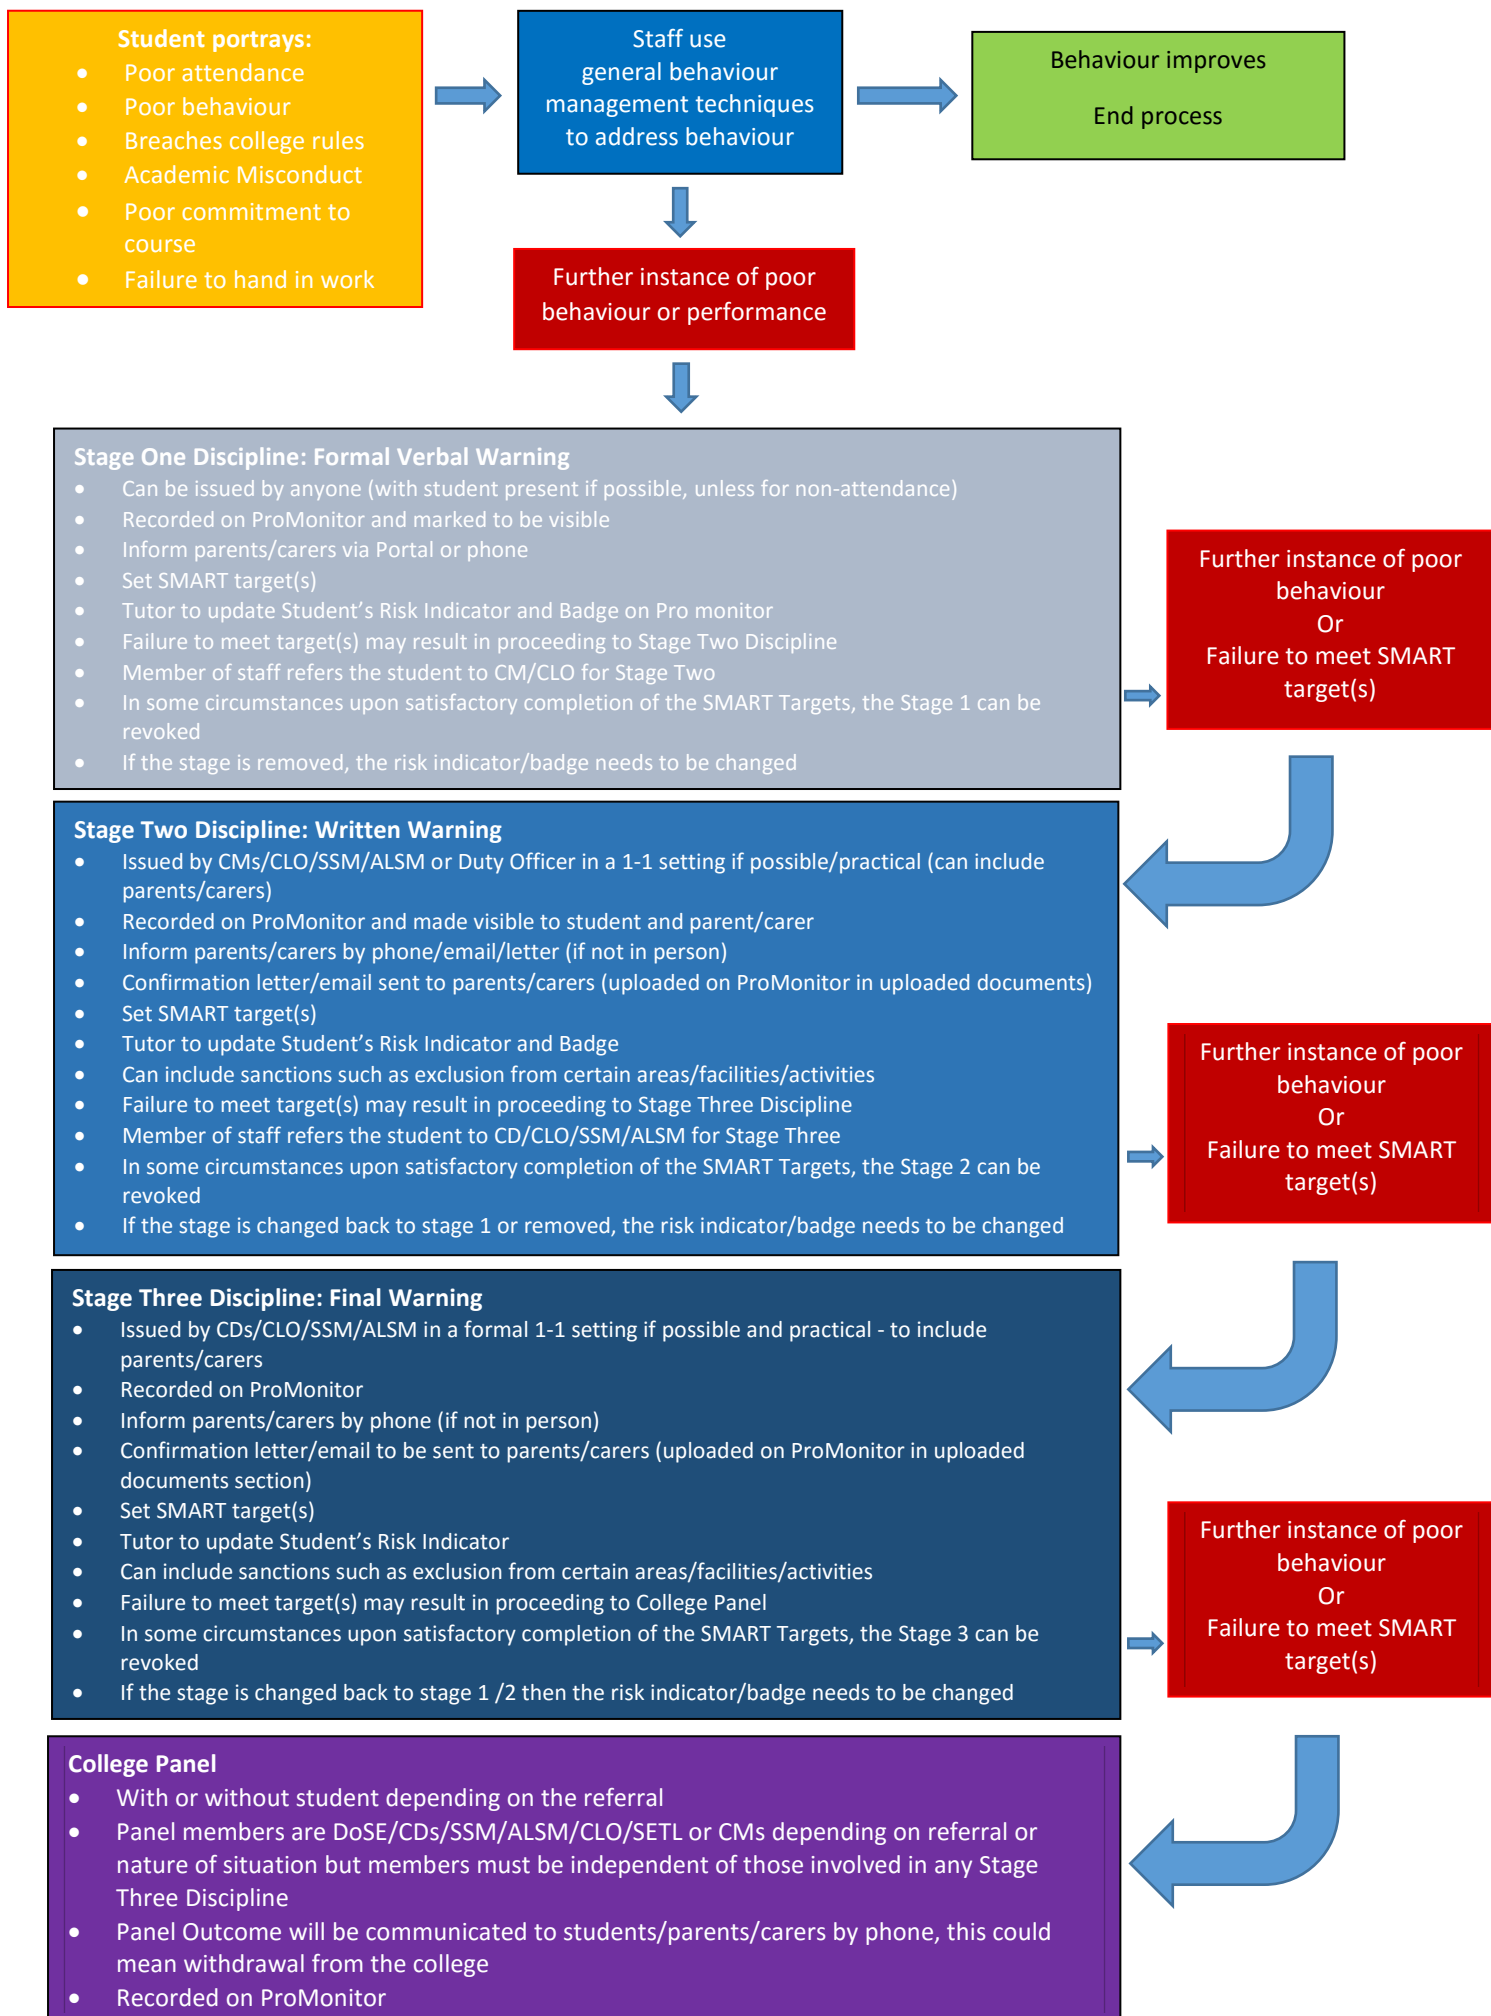 Student portrays:
• Poor attendance
• Poor behaviour
• Breaches college rules
• Academic Misconduct
• Poor commitment to
course
• Failure to hand in work
Staff use
general behaviour
management techniques
to address behaviour
Behaviour improves
End process
Further instance of poor
behaviour or performance
Stage One Discipline: Formal Verbal Warning
• Can be issued by anyone (with student present if possible, unless for non-attendance)
• Recorded on ProMonitor and marked to be visible
• Inform parents/carers via Portal or phone
• Set SMART target(s)
• Tutor to update Student’s Risk Indicator and Badge on Pro monitor
• Failure to meet target(s) may result in proceeding to Stage Two Discipline
• Member of staff refers the student to CM/CLO for Stage Two
• In some circumstances upon satisfactory completion of the SMART Targets, the Stage 1 can be
revoked
• If the stage is removed, the risk indicator/badge needs to be changed
Further instance of poor
behaviour
Or
Failure to meet SMART
target(s)
Stage Two Discipline: Written Warning
• Issued by CMs/CLO/SSM/ALSM or Duty Officer in a 1-1 setting if possible/practical (can include
parents/carers)
• Recorded on ProMonitor and made visible to student and parent/carer
• Inform parents/carers by phone/email/letter (if not in person)
• Confirmation letter/email sent to parents/carers (uploaded on ProMonitor in uploaded documents)
• Set SMART target(s)
• Tutor to update Student’s Risk Indicator and Badge
• Can include sanctions such as exclusion from certain areas/facilities/activities
• Failure to meet target(s) may result in proceeding to Stage Three Discipline
• Member of staff refers the student to CD/CLO/SSM/ALSM for Stage Three
• In some circumstances upon satisfactory completion of the SMART Targets, the Stage 2 can be
revoked
• If the stage is changed back to stage 1 or removed, the risk indicator/badge needs to be changed
Further instance of poor
behaviour
Or
Failure to meet SMART
target(s)
Stage Three Discipline: Final Warning
• Issued by CDs/CLO/SSM/ALSM in a formal 1-1 setting if possible and practical - to include
parents/carers
• Recorded on ProMonitor
• Inform parents/carers by phone (if not in person)
• Confirmation letter/email to be sent to parents/carers (uploaded on ProMonitor in uploaded
documents section)
• Set SMART target(s)
• Tutor to update Student’s Risk Indicator
• Can include sanctions such as exclusion from certain areas/facilities/activities
• Failure to meet target(s) may result in proceeding to College Panel
• In some circumstances upon satisfactory completion of the SMART Targets, the Stage 3 can be
revoked
• If the stage is changed back to stage 1 /2 then the risk indicator/badge needs to be changed
Further instance of poor
behaviour
Or
Failure to meet SMART
target(s)
College Panel
• With or without student depending on the referral
• Panel members are DoSE/CDs/SSM/ALSM/CLO/SETL or CMs depending on referral or
nature of situation but members must be independent of those involved in any Stage
Three Discipline
• Panel Outcome will be communicated to students/parents/carers by phone, this could
mean withdrawal from the college
• Recorded on ProMonitor